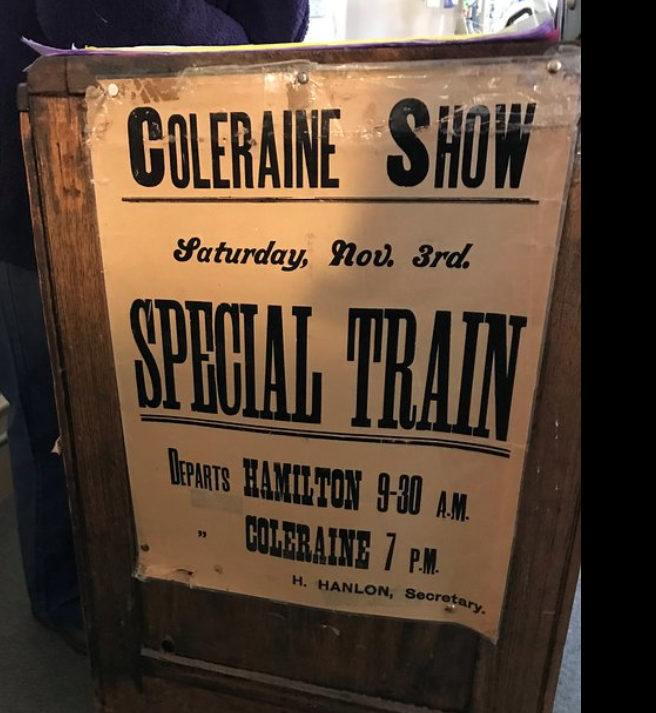 COLERAINE SHOW
Saturday, Nov. 3rd.
SPECIAL TRAIN
DEPARTS HAMILTON 9-30 A.M.
„ COLERAINE 7 P.M.
H. HANLON, Secretary.